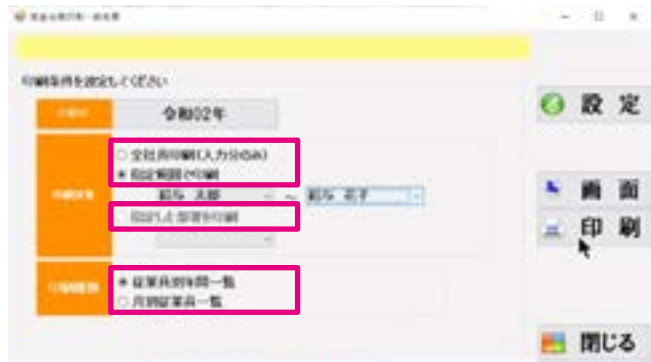 印刷条件を設定してください
令和02年
全社員印刷(入力分のみ)
指定範囲で印刷
給与 太郎 ～ 給与 花子
指定した部署を印刷
従業員別年間一覧
月別従業員一覧
設 定
画 面
印 刷
閉じる